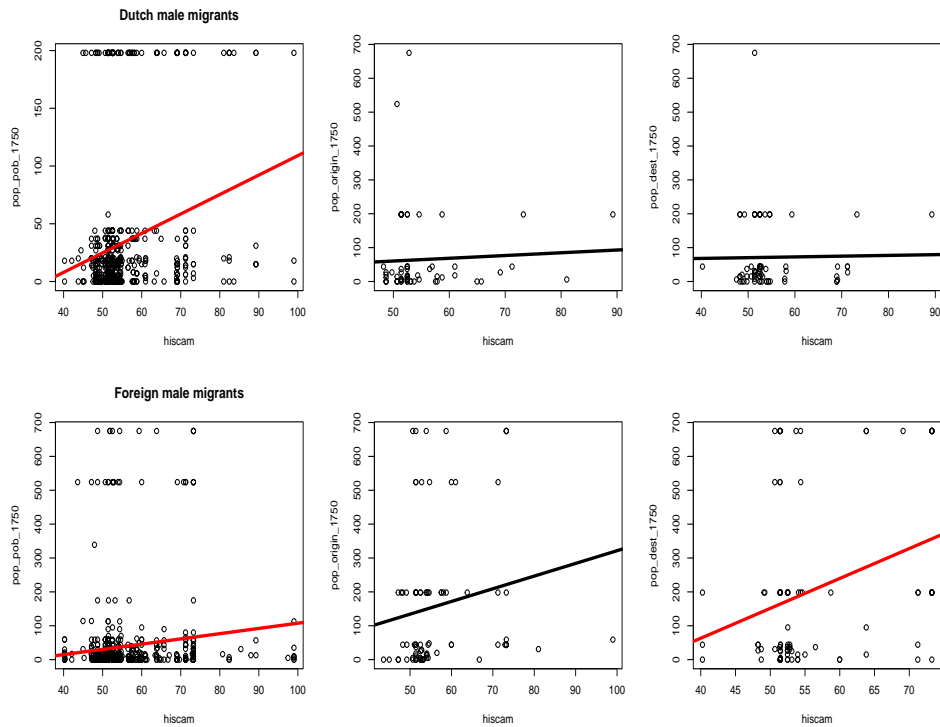 Dutch male migrants
pop_pob_1750
0 50 100 150 200
40 50 60 70 80 90 100
hiscam
pop_origin_1750
0 100 200 300 400 500 600 700
50 60 70 80 90
hiscam
pop_dest_1750
0 100 200 300 400 500 600 700
40 50 60 70 80 90
hiscam
Foreign male migrants
pop_pob_1750
0 100 200 300 400 500 600 700
40 50 60 70 80 90 100
hiscam
pop_origin_1750
0 100 200 300 400 500 600 700
50 60 70 80 90 100
hiscam
pop_dest_1750
0 100 200 300 400 500 600 700
40 45 50 55 60 65 70
hiscam